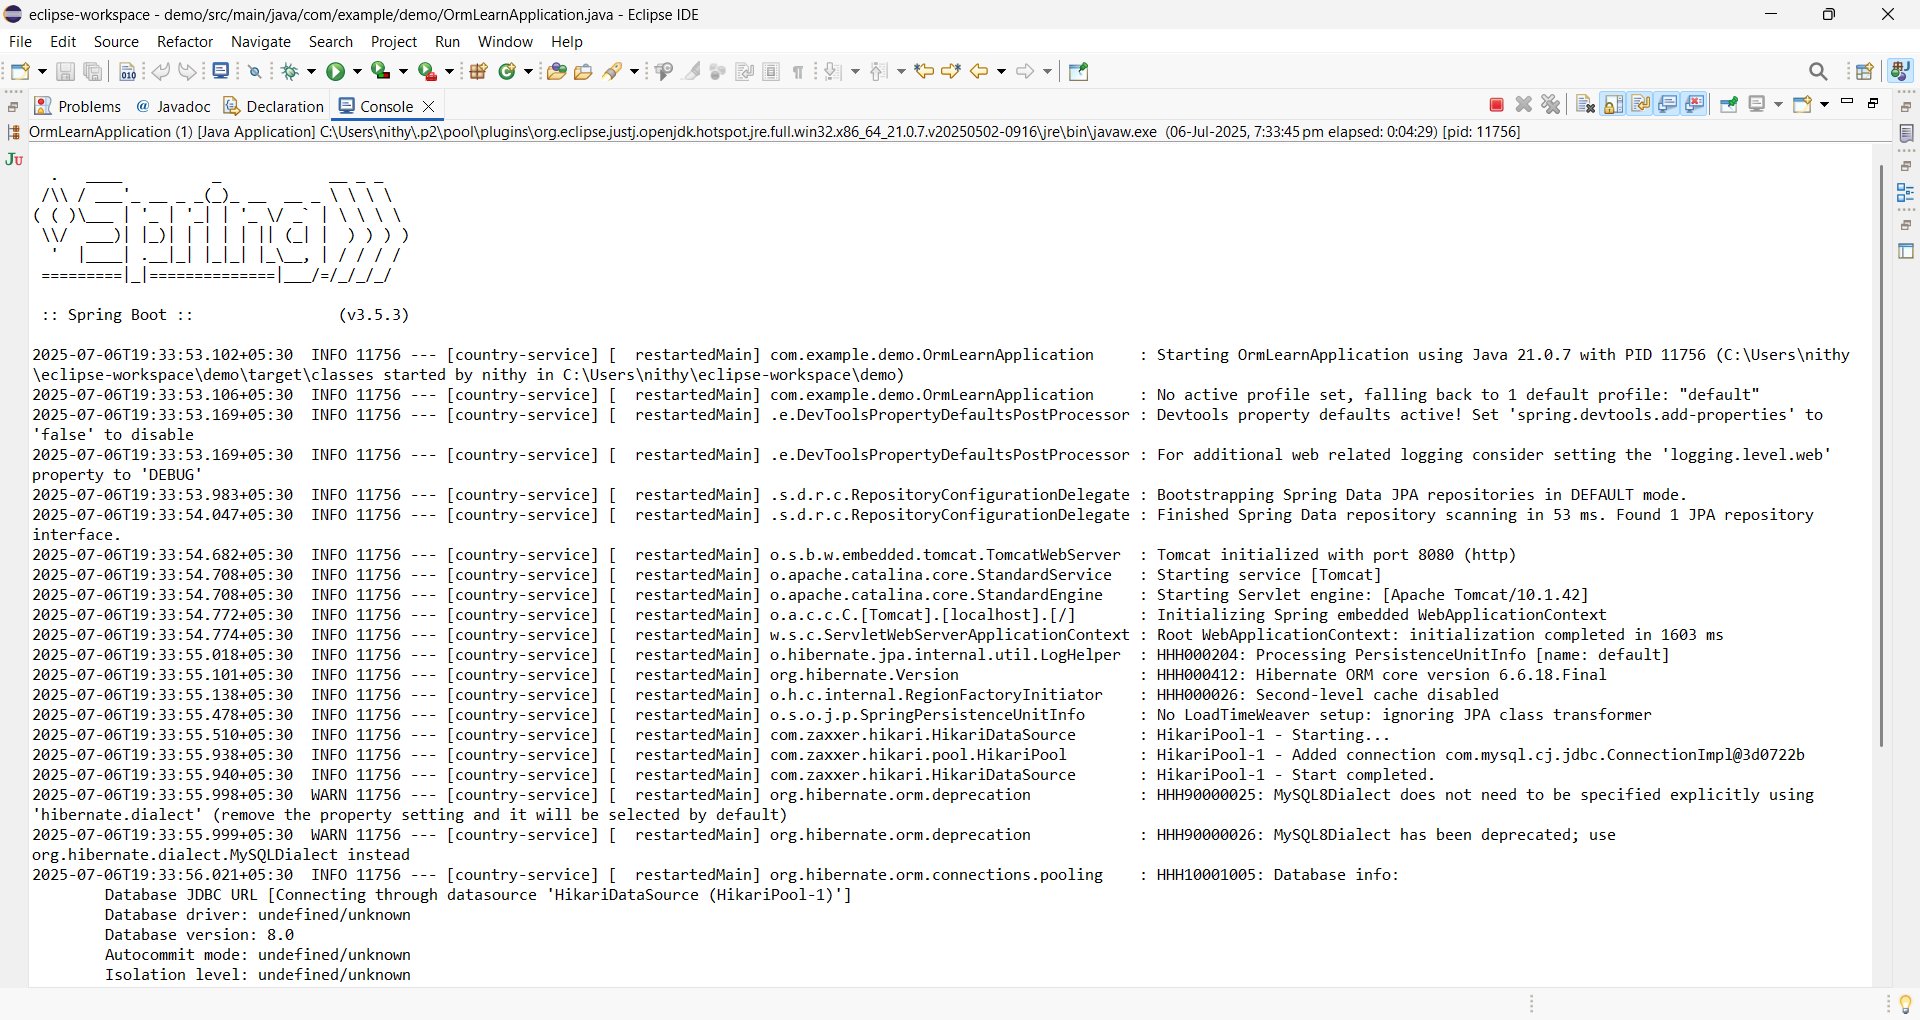 eclipse-workspace - demo/src/main/java/com/example/demo/OrmLearnApplication.java - Eclipse IDE
File Edit Source Refactor Navigate Search Project Run Window Help
010
Problems @ Javadoc Declaration Console
OrmLearnApplication (1) [Java Application] C:\Users\nithy\.p2\pool\plugins\org.eclipse.justj.openjdk.hotspot.jre.full.win32.x86_64_21.0.7.v20250502-0916\jre\bin\javaw.exe (06-Jul-2025, 7:33:45 pm elapsed: 0:04:29) [pid: 11756]
JU
  .   ____          _            __ _ _
 /\\ / ___'_ __ _ _(_)_ __  __ _ \ \ \ \
( ( )\___ | '_ | '_| | '_ \/ _` | \ \ \ \
 \\/  ___)| |_)| | | | | || (_| |  ) ) ) )
  '  |____| .__|_| |_|_| |_\__, | / / / /
 =========|_|==============|___/=/_/_/_/
 :: Spring Boot ::                (v3.5.3)
2025-07-06T19:33:53.102+05:30  INFO 11756 --- [country-service] [  restartedMain] com.example.demo.OrmLearnApplication     : Starting OrmLearnApplication using Java 21.0.7 with PID 11756 (C:\Users\nithy
\eclipse-workspace\demo\target\classes started by nithy in C:\Users\nithy\eclipse-workspace\demo)
2025-07-06T19:33:53.106+05:30  INFO 11756 --- [country-service] [  restartedMain] com.example.demo.OrmLearnApplication     : No active profile set, falling back to 1 default profile: "default"
2025-07-06T19:33:53.169+05:30  INFO 11756 --- [country-service] [  restartedMain] .e.DevToolsPropertyDefaultsPostProcessor : Devtools property defaults active! Set 'spring.devtools.add-properties' to
'false' to disable
2025-07-06T19:33:53.169+05:30  INFO 11756 --- [country-service] [  restartedMain] .e.DevToolsPropertyDefaultsPostProcessor : For additional web related logging consider setting the 'logging.level.web'
property to 'DEBUG'
2025-07-06T19:33:53.983+05:30  INFO 11756 --- [country-service] [  restartedMain] .s.d.r.c.RepositoryConfigurationDelegate : Bootstrapping Spring Data JPA repositories in DEFAULT mode.
2025-07-06T19:33:54.047+05:30  INFO 11756 --- [country-service] [  restartedMain] .s.d.r.c.RepositoryConfigurationDelegate : Finished Spring Data repository scanning in 53 ms. Found 1 JPA repository
interface.
2025-07-06T19:33:54.682+05:30  INFO 11756 --- [country-service] [  restartedMain] o.s.b.w.embedded.tomcat.TomcatWebServer  : Tomcat initialized with port 8080 (http)
2025-07-06T19:33:54.708+05:30  INFO 11756 --- [country-service] [  restartedMain] o.apache.catalina.core.StandardService   : Starting service [Tomcat]
2025-07-06T19:33:54.708+05:30  INFO 11756 --- [country-service] [  restartedMain] o.apache.catalina.core.StandardEngine    : Starting Servlet engine: [Apache Tomcat/10.1.42]
2025-07-06T19:33:54.772+05:30  INFO 11756 --- [country-service] [  restartedMain] o.a.c.c.C.[Tomcat].[localhost].[/]       : Initializing Spring embedded WebApplicationContext
2025-07-06T19:33:54.774+05:30  INFO 11756 --- [country-service] [  restartedMain] w.s.c.ServletWebServerApplicationContext : Root WebApplicationContext: initialization completed in 1603 ms
2025-07-06T19:33:55.018+05:30  INFO 11756 --- [country-service] [  restartedMain] o.hibernate.jpa.internal.util.LogHelper  : HHH000204: Processing PersistenceUnitInfo [name: default]
2025-07-06T19:33:55.101+05:30  INFO 11756 --- [country-service] [  restartedMain] org.hibernate.Version                    : HHH000412: Hibernate ORM core version 6.6.18.Final
2025-07-06T19:33:55.138+05:30  INFO 11756 --- [country-service] [  restartedMain] o.h.c.internal.RegionFactoryInitiator    : HHH000026: Second-level cache disabled
2025-07-06T19:33:55.478+05:30  INFO 11756 --- [country-service] [  restartedMain] o.s.o.j.p.SpringPersistenceUnitInfo      : No LoadTimeWeaver setup: ignoring JPA class transformer
2025-07-06T19:33:55.510+05:30  INFO 11756 --- [country-service] [  restartedMain] com.zaxxer.hikari.HikariDataSource       : HikariPool-1 - Starting...
2025-07-06T19:33:55.938+05:30  INFO 11756 --- [country-service] [  restartedMain] com.zaxxer.hikari.pool.HikariPool        : HikariPool-1 - Added connection com.mysql.cj.jdbc.ConnectionImpl@3d0722b
2025-07-06T19:33:55.940+05:30  INFO 11756 --- [country-service] [  restartedMain] com.zaxxer.hikari.HikariDataSource       : HikariPool-1 - Start completed.
2025-07-06T19:33:55.998+05:30  WARN 11756 --- [country-service] [  restartedMain] org.hibernate.orm.deprecation            : HHH90000025: MySQL8Dialect does not need to be specified explicitly using
'hibernate.dialect' (remove the property setting and it will be selected by default)
2025-07-06T19:33:55.999+05:30  WARN 11756 --- [country-service] [  restartedMain] org.hibernate.orm.deprecation            : HHH90000026: MySQL8Dialect has been deprecated; use
org.hibernate.dialect.MySQLDialect instead
2025-07-06T19:33:56.021+05:30  INFO 11756 --- [country-service] [  restartedMain] org.hibernate.orm.connections.pooling    : HHH10001005: Database info:
        Database JDBC URL [Connecting through datasource 'HikariDataSource (HikariPool-1)']
        Database driver: undefined/unknown
        Database version: 8.0
        Autocommit mode: undefined/unknown
        Isolation level: undefined/unknown